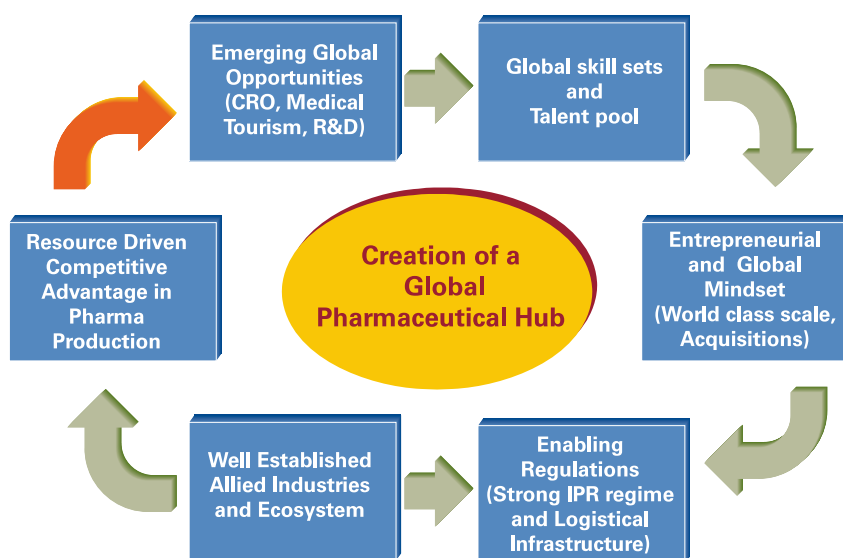 Emerging Global
Opportunities
(CRO, Medical
Tourism, R&D)
Global skill sets
and
Talent pool
Resource Driven
Competitive
Advantage in
Pharma
Production
Creation of a
Global
Pharmaceutical Hub
Entrepreneurial
and Global
Mindset
(World class scale,
Acquisitions)
Well Established
Allied Industries
and Ecosystem
Enabling
Regulations
(Strong IPR regime
and Logistical
Infrastructure)